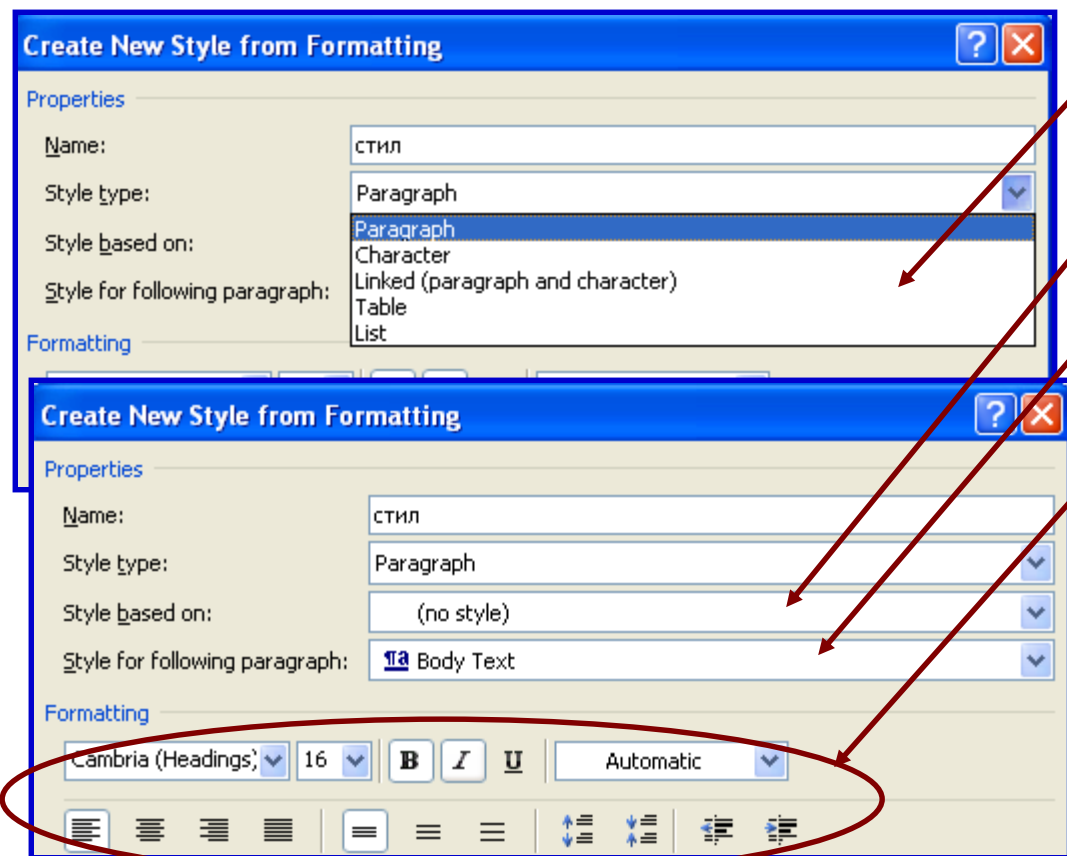 Create New Style from Formatting
Properties
Name: стил
Style type: Paragraph
Paragraph
Style based on:
Character
Linked (paragraph and character)
Style for following paragraph:
Table
List
Formatting
Create New Style from Formatting
Properties
Name: стил
Style type: Paragraph
Style based on: (no style)
Style for following paragraph: ¶a Body Text
Formatting
Cambria (Headings) 16 B I U Automatic